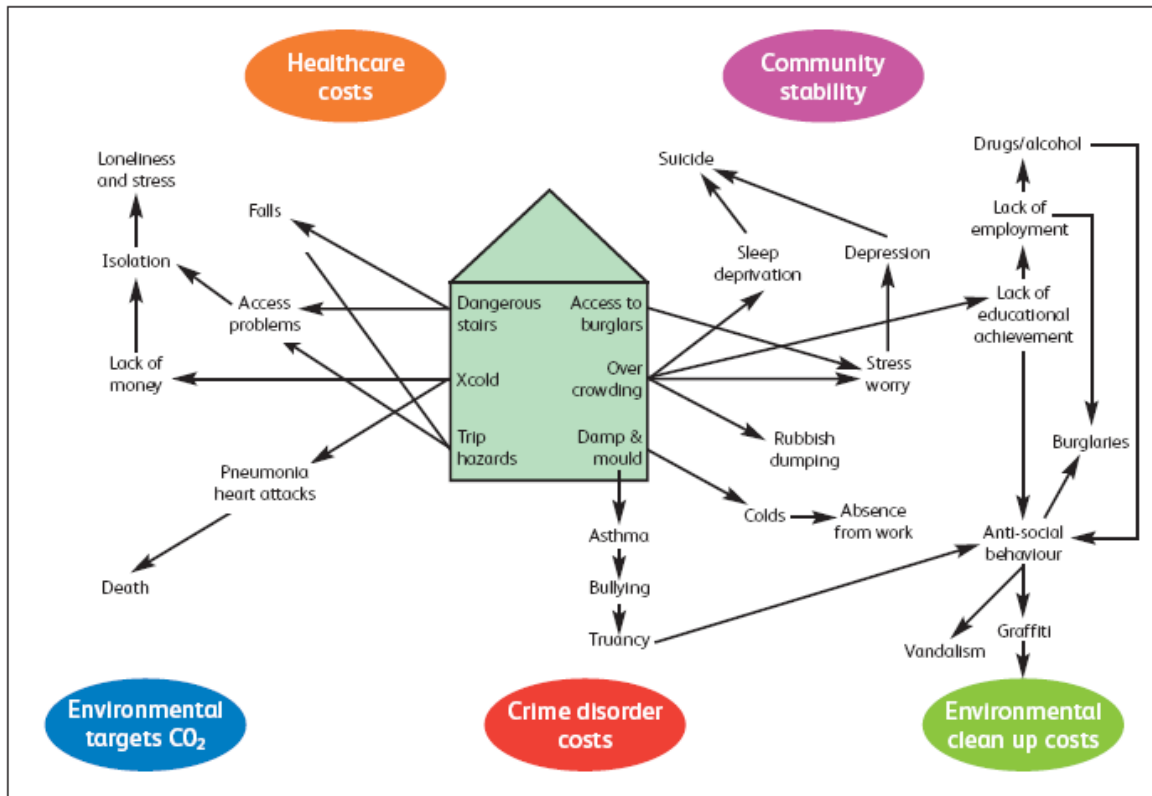 Healthcare
costs
Community
stability
Loneliness
and stress
Falls
Isolation
Access
problems
Lack of
money
Pneumonia
heart attacks
Death
Dangerous
stairs
Xcold
Trip
hazards
Access to
burglars
Over
crowding
Damp &
mould
Suicide
Sleep
deprivation
Depression
Stress
worry
Rubbish
dumping
Colds
Absence
from work
Asthma
Bullying
Truancy
Drugs/alcohol
Lack of
employment
Lack of
educational
achievement
Burglaries
Anti-social
behaviour
Vandalism
Graffiti
Environmental
targets CO₂
Crime disorder
costs
Environmental
clean up costs